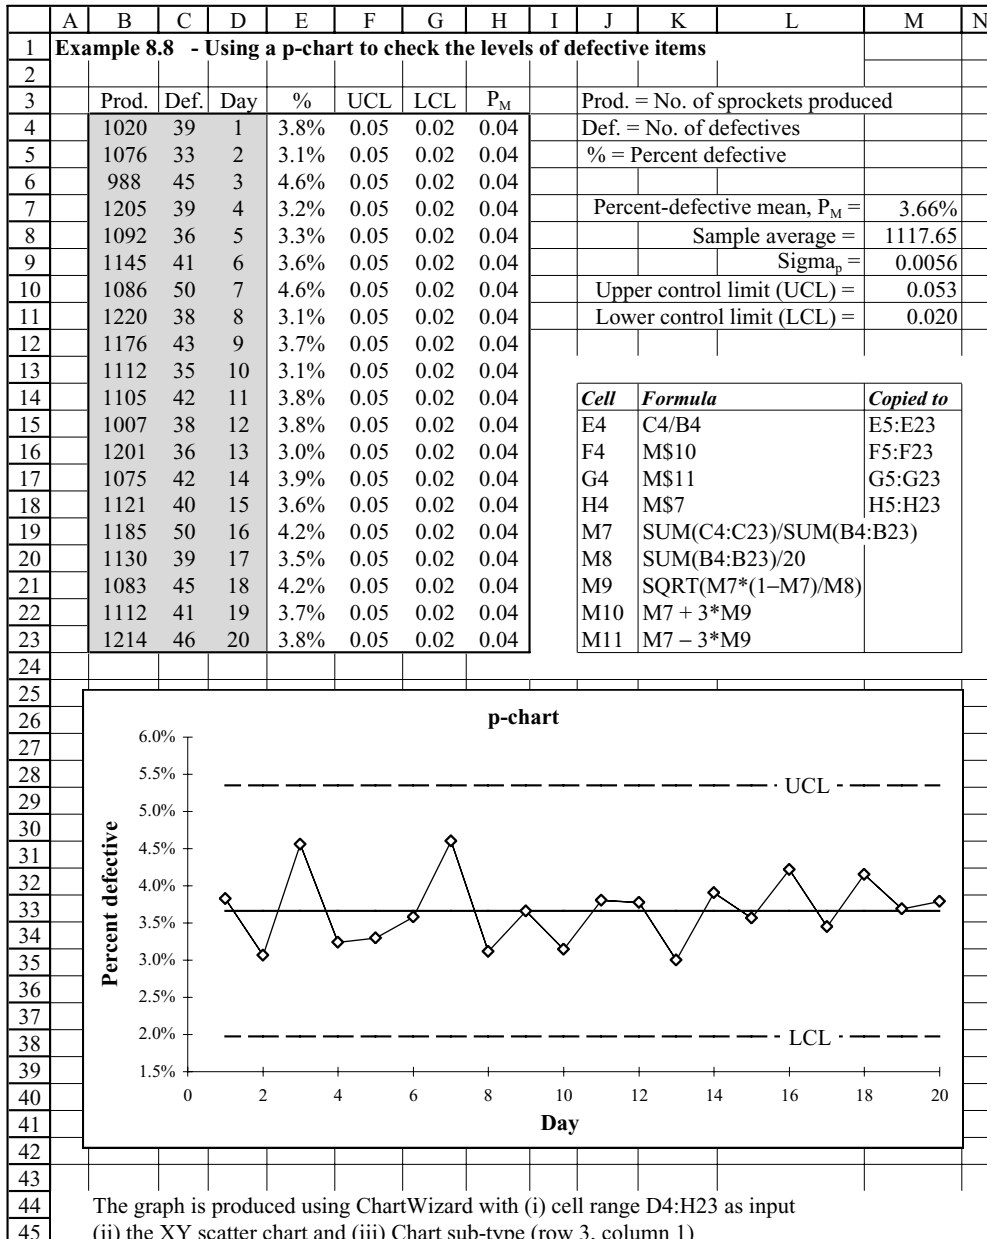 A B C D E F G H I J K L M N
1 Example 8.8 - Using a p-chart to check the levels of defective items
2
3 Prod. Def. Day % UCL LCL P_M Prod. = No. of sprockets produced
4 1020 39 1 3.8% 0.05 0.02 0.04 Def. = No. of defectives
5 1076 33 2 3.1% 0.05 0.02 0.04 % = Percent defective
6 988 45 3 4.6% 0.05 0.02 0.04
7 1205 39 4 3.2% 0.05 0.02 0.04 Percent-defective mean, P_M = 3.66%
8 1092 36 5 3.3% 0.05 0.02 0.04 Sample average = 1117.65
9 1145 41 6 3.6% 0.05 0.02 0.04 Sigma_p = 0.0056
10 1086 50 7 4.6% 0.05 0.02 0.04 Upper control limit (UCL) = 0.053
11 1220 38 8 3.1% 0.05 0.02 0.04 Lower control limit (LCL) = 0.020
12 1176 43 9 3.7% 0.05 0.02 0.04
13 1112 35 10 3.1% 0.05 0.02 0.04
14 1105 42 11 3.8% 0.05 0.02 0.04 Cell Formula Copied to
15 1007 38 12 3.8% 0.05 0.02 0.04 E4 C4/B4 E5:E23
16 1201 36 13 3.0% 0.05 0.02 0.04 F4 M$10 F5:F23
17 1075 42 14 3.9% 0.05 0.02 0.04 G4 M$11 G5:G23
18 1121 40 15 3.6% 0.05 0.02 0.04 H4 M$7 H5:H23
19 1185 50 16 4.2% 0.05 0.02 0.04 M7 SUM(C4:C23)/SUM(B4:B23)
20 1130 39 17 3.5% 0.05 0.02 0.04 M8 SUM(B4:B23)/20
21 1083 45 18 4.2% 0.05 0.02 0.04 M9 SQRT(M7*(1−M7)/M8)
22 1112 41 19 3.7% 0.05 0.02 0.04 M10 M7 + 3*M9
23 1214 46 20 3.8% 0.05 0.02 0.04 M11 M7 − 3*M9
24
25
26
27
28
29
30
31
32
33
34
35
36
37
38
39
40
41
42
43
p-chart
6.0%
5.5%
5.0%
4.5%
4.0%
3.5%
3.0%
2.5%
2.0%
1.5%
Percent defective
UCL
LCL
0 2 4 6 8 10 12 14 16 18 20
Day
44 The graph is produced using ChartWizard with (i) cell range D4:H23 as input
45 (ii) the XY scatter chart and (iii) Chart sub-type (row 3, column 1)